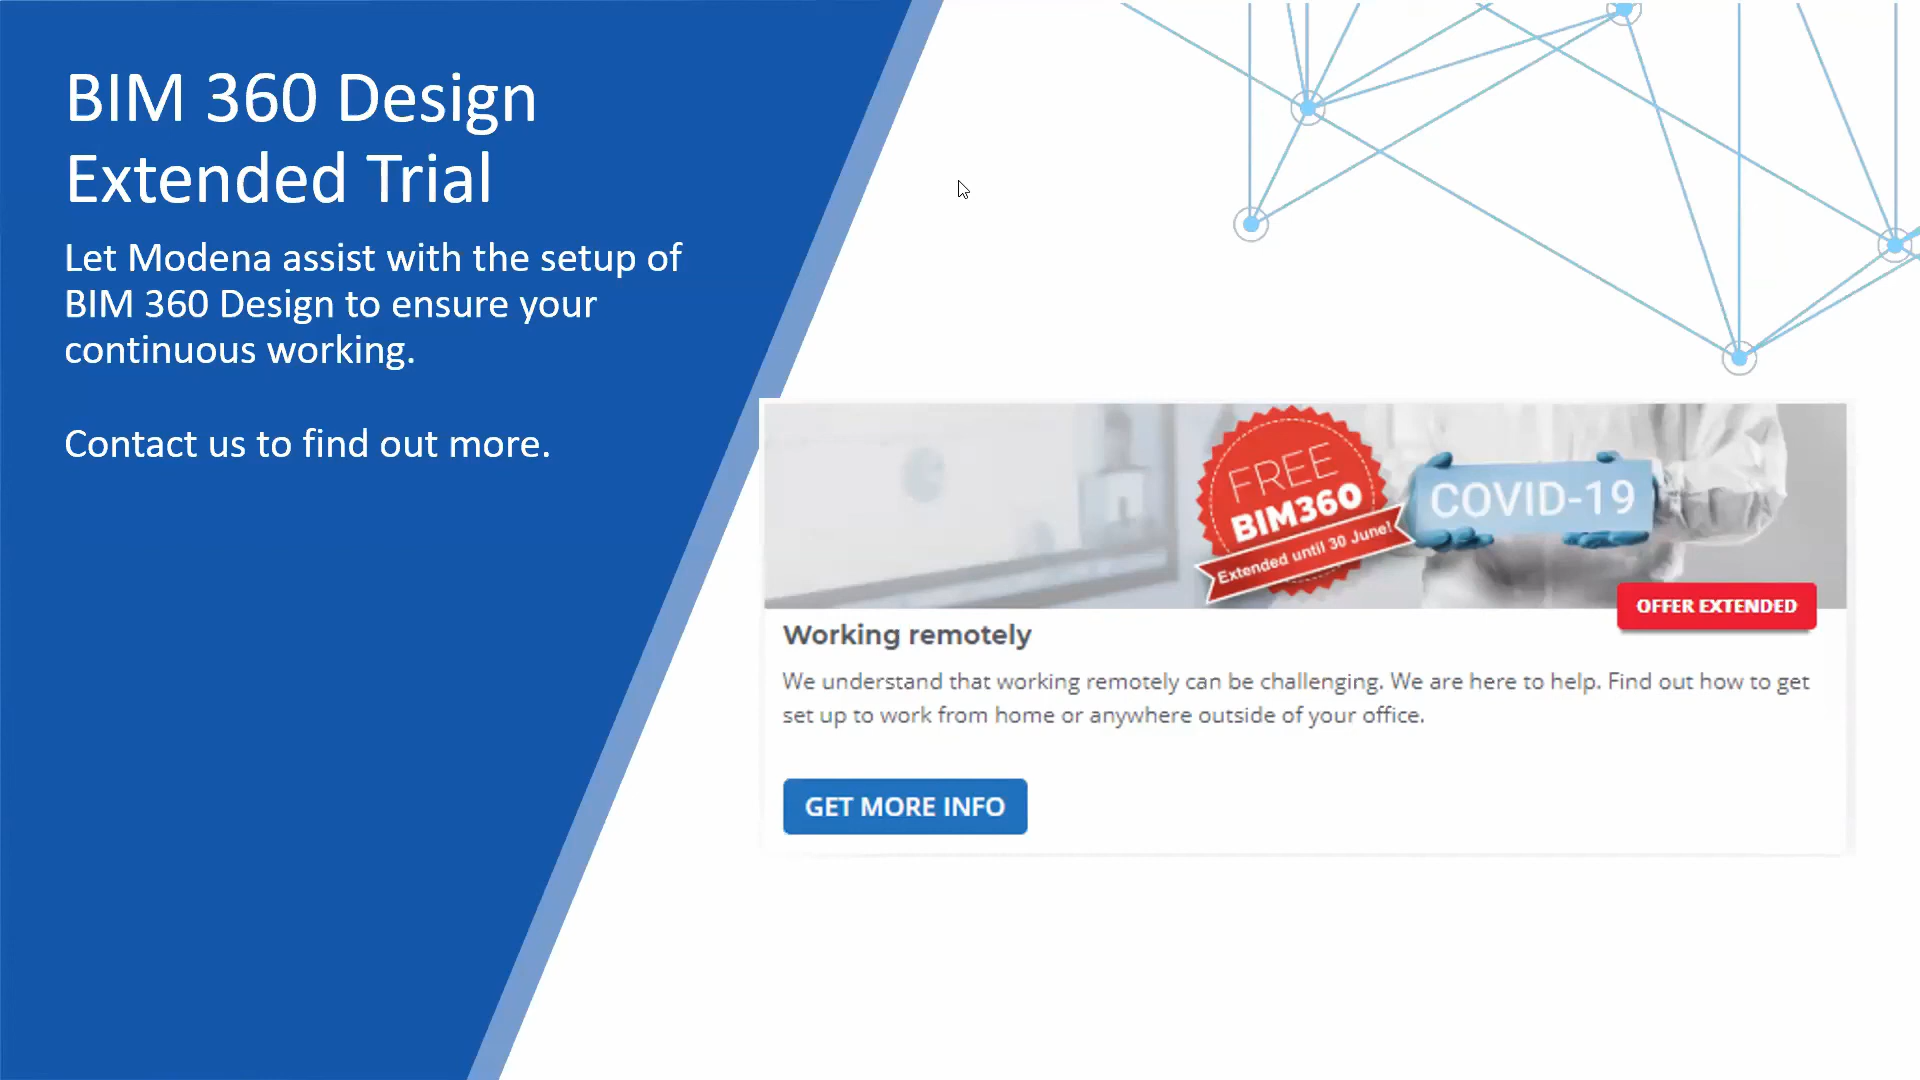 BIM 360 Design
Extended Trial
Let Modena assist with the setup of
BIM 360 Design to ensure your
continuous working.
Contact us to find out more.
FREE
BIM360
Extended until 30 June!
COVID-19
OFFER EXTENDED
Working remotely
We understand that working remotely can be challenging. We are here to help. Find out how to get
set up to work from home or anywhere outside of your office.
GET MORE INFO